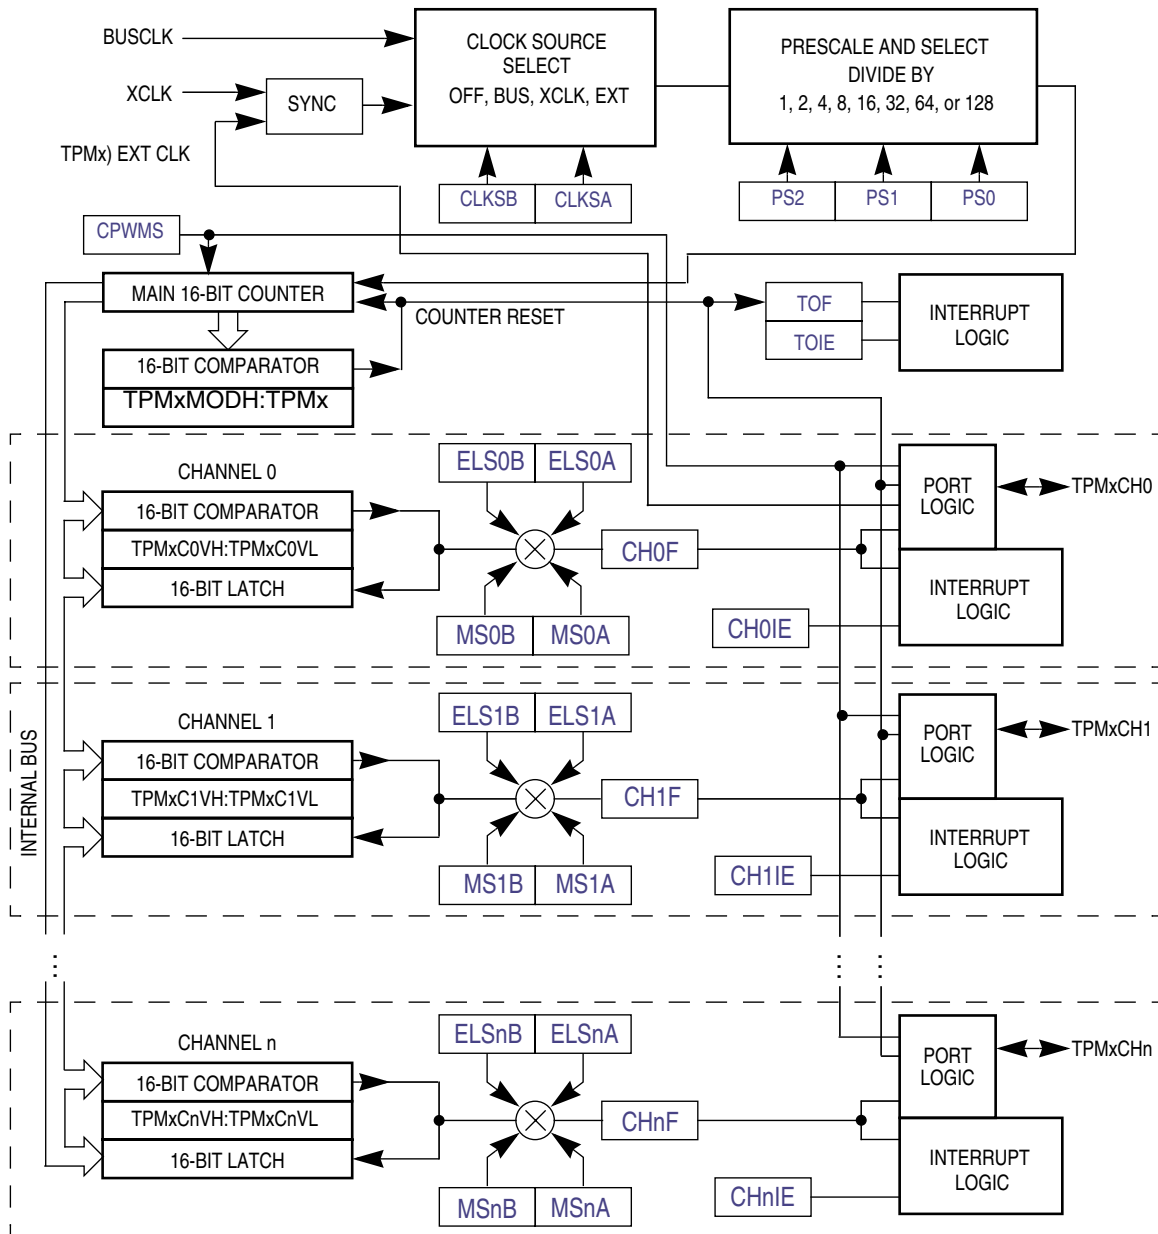 BUSCLK
CLOCK SOURCE
SELECT
OFF, BUS, XCLK, EXT
PRESCALE AND SELECT
DIVIDE BY
1, 2, 4, 8, 16, 32, 64, or 128
XCLK
SYNC
TPMx) EXT CLK
CLKSB
CLKSA
PS2
PS1
PS0
CPWMS
MAIN 16-BIT COUNTER
COUNTER RESET
TOF
TOIE
INTERRUPT
LOGIC
16-BIT COMPARATOR
TPMxMODH:TPMx
CHANNEL 0
ELS0B
ELS0A
PORT
LOGIC
TPMxCH0
16-BIT COMPARATOR
TPMxC0VH:TPMxC0VL
16-BIT LATCH
CH0F
INTERRUPT
LOGIC
MS0B
MS0A
CH0IE
INTERNAL BUS
CHANNEL 1
ELS1B
ELS1A
PORT
LOGIC
TPMxCH1
16-BIT COMPARATOR
TPMxC1VH:TPMxC1VL
16-BIT LATCH
CH1F
INTERRUPT
LOGIC
MS1B
MS1A
CH1IE
...
... ...
CHANNEL n
ELSnB
ELSnA
PORT
LOGIC
TPMxCHn
16-BIT COMPARATOR
TPMxCnVH:TPMxCnVL
16-BIT LATCH
CHnF
INTERRUPT
LOGIC
MSnB
MSnA
CHnIE